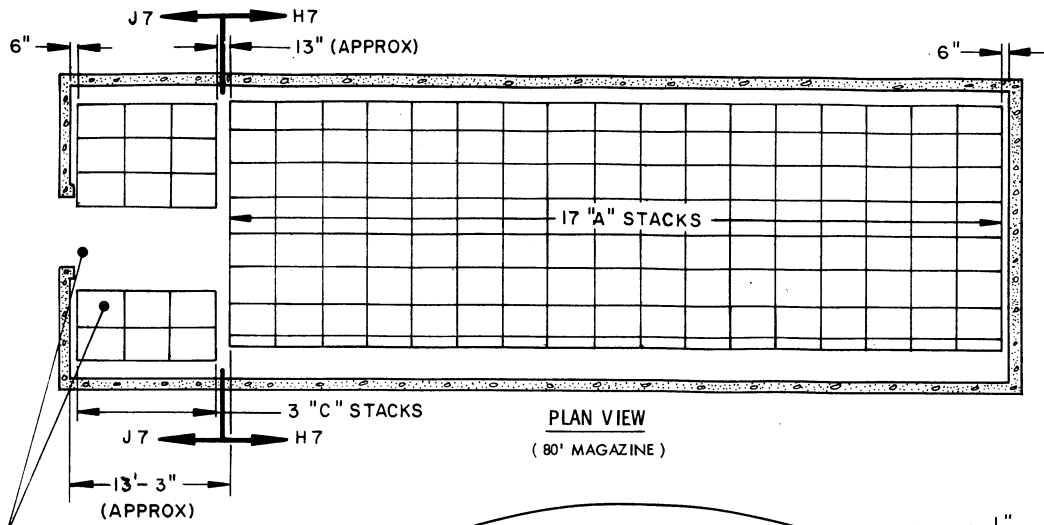 J7 H7
6" 13" (APPROX) 6"
17 "A" STACKS
3 "C" STACKS
J7 H7
PLAN VIEW
( 80' MAGAZINE )
13'-3"
(APPROX)